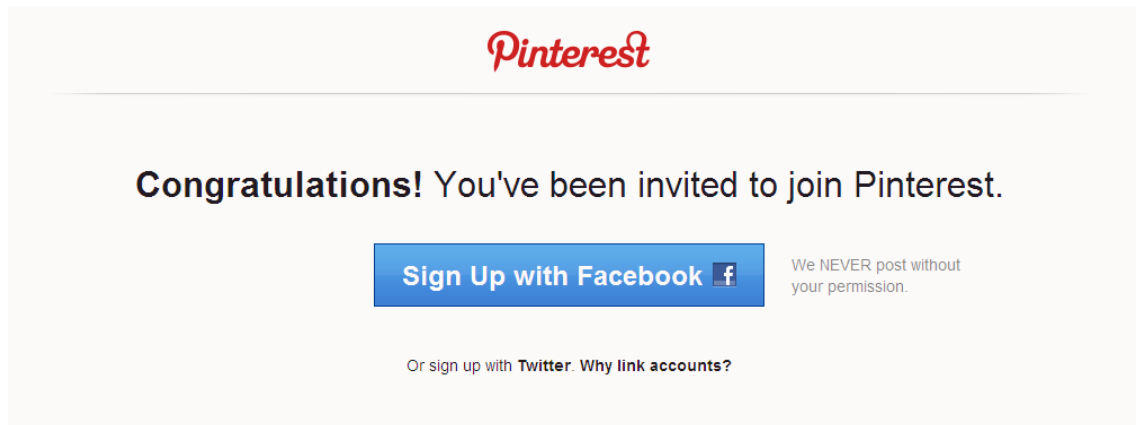 Pinterest
Congratulations! You've been invited to join Pinterest.
Sign Up with Facebook f
We NEVER post without
your permission.
Or sign up with Twitter. Why link accounts?